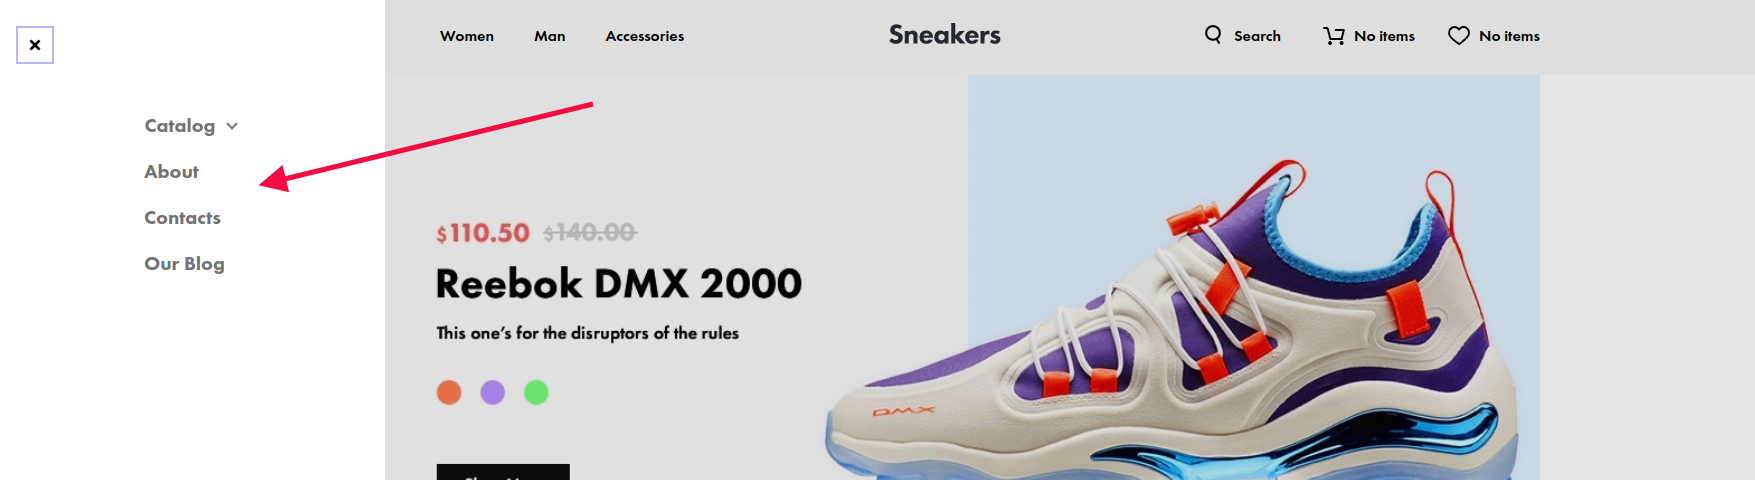 Women Man Accessories Sneakers Search No items No items
Catalog
About
Contacts
Our Blog
$110.50 $140.00
Reebok DMX 2000
This one's for the disruptors of the rules
DMX